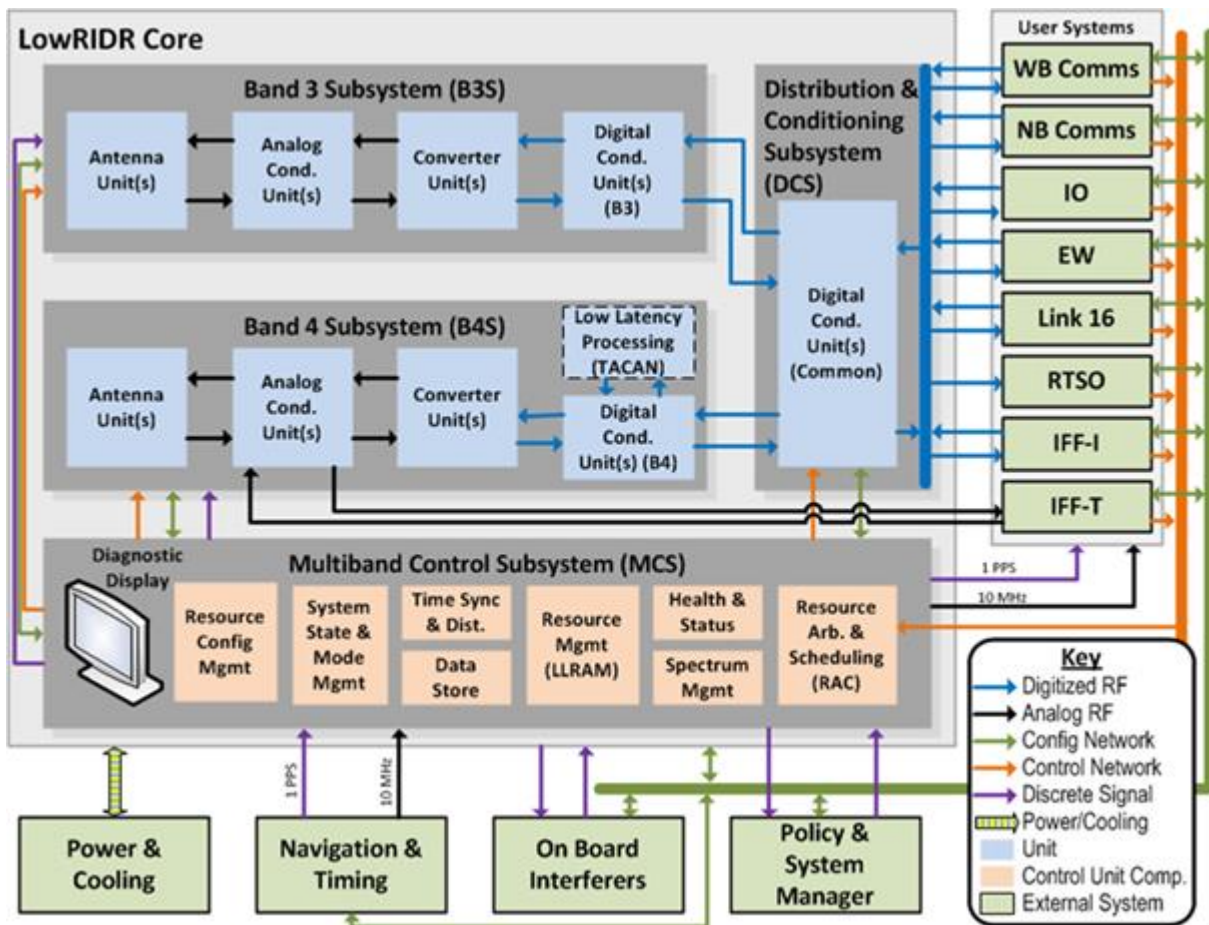 LowRIDR Core
Band 3 Subsystem (B3S)
Antenna
Unit(s)
Analog
Cond.
Unit(s)
Converter
Unit(s)
Digital
Cond.
Unit(s)
(B3)
Distribution &
Conditioning
Subsystem
(DCS)
Digital
Cond.
Unit(s)
(Common)
Band 4 Subsystem (B4S)
Antenna
Unit(s)
Analog
Cond.
Unit(s)
Converter
Unit(s)
Low Latency
Processing
(TACAN)
Digital
Cond.
Unit(s) (B4)
User Systems
WB Comms
NB Comms
IO
EW
Link 16
RTSO
IFF-I
IFF-T
1 PPS
10 MHz
Multiband Control Subsystem (MCS)
Diagnostic
Display
Resource
Config
Mgmt
System
State &
Mode
Mgmt
Time Sync
& Dist.
Data
Store
Resource
Mgmt
(LLRAM)
Health &
Status
Spectrum
Mgmt
Resource
Arb. &
Scheduling
(RAC)
1 PPS
10 MHz
Power &
Cooling
Navigation &
Timing
On Board
Interferers
Policy &
System
Manager
Key
Digitized RF
Analog RF
Config Network
Control Network
Discrete Signal
Power/Cooling
Unit
Control Unit Comp.
External System